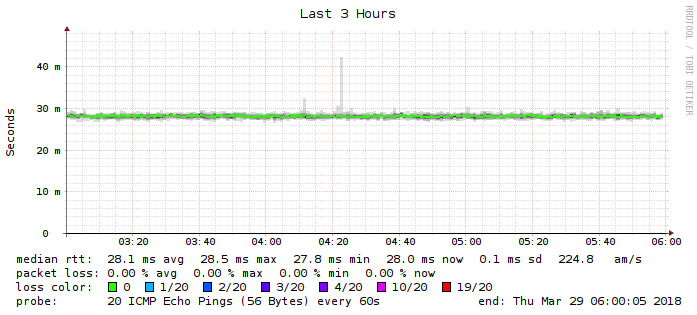 Last 3 Hours
RRDTOOL / TOBI OETIKER
Seconds
40 m
30 m
20 m
10 m
0
03:20 03:40 04:00 04:20 04:40 05:00 05:20 05:40 06:00
median rtt: 28.1 ms avg 28.5 ms max 27.8 ms min 28.0 ms now 0.1 ms sd 224.8 am/s
packet loss: 0.00 % avg 0.00 % max 0.00 % min 0.00 % now
loss color: 0 1/20 2/20 3/20 4/20 10/20 19/20
probe: 20 ICMP Echo Pings (56 Bytes) every 60s end: Thu Mar 29 06:00:05 2018